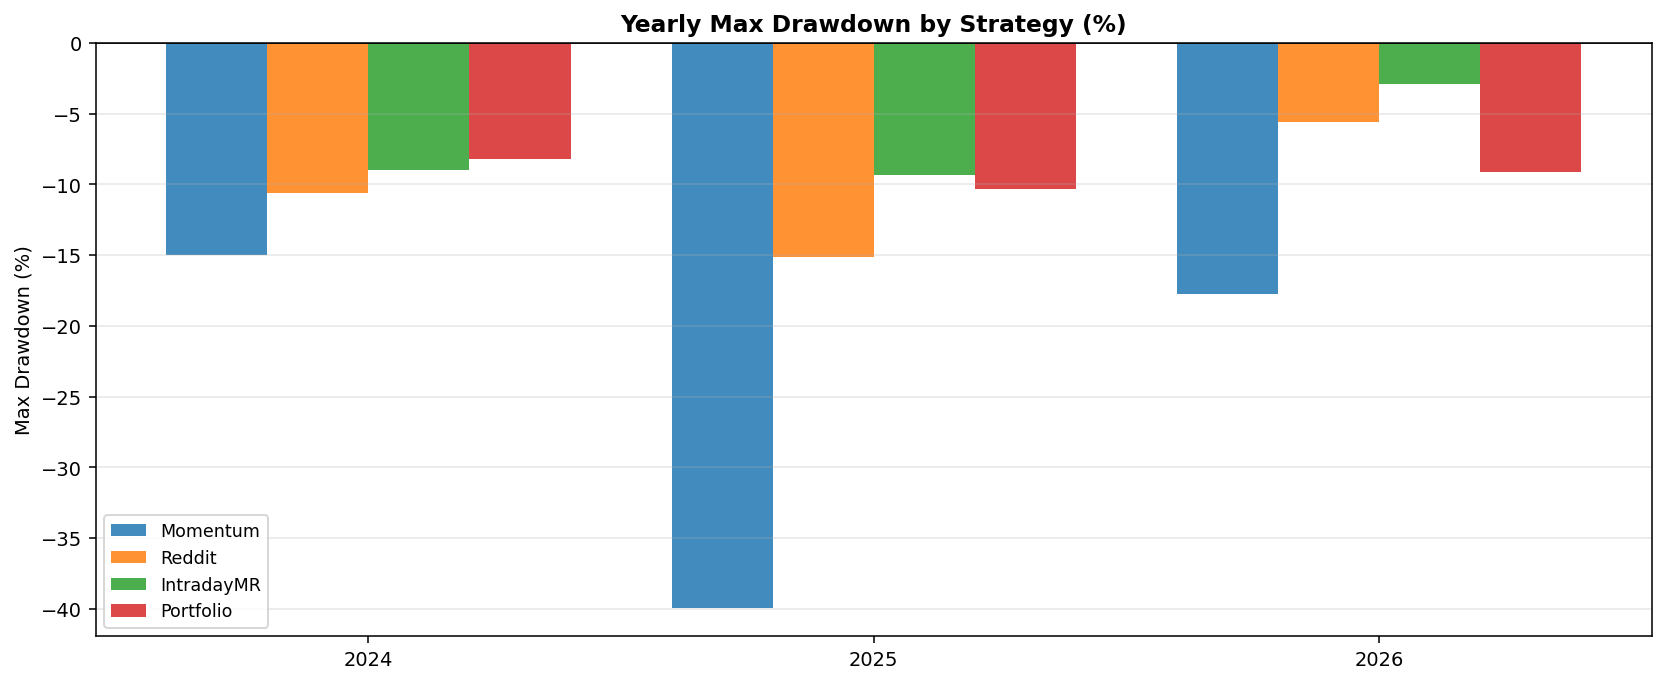 Yearly Max Drawdown by Strategy (%)
Max Drawdown (%)
0
−5
−10
−15
−20
−25
−30
−35
−40
Momentum
Reddit
IntradayMR
Portfolio
2024
2025
2026